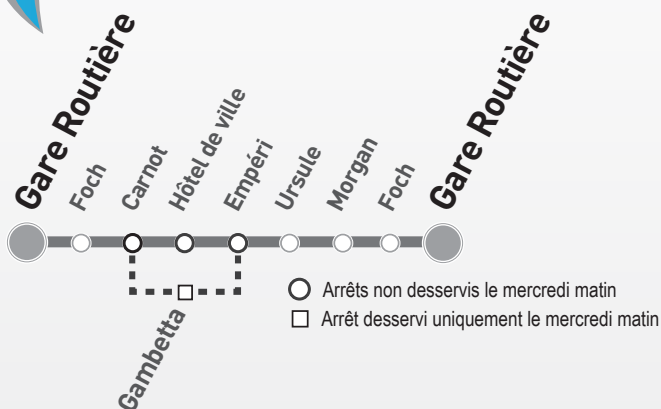 Gare Routière
Foch
Carnot
Hôtel de ville
Empéri
Ursule
Morgan
Foch
Gare Routière
Gambetta
Arrêts non desservis le mercredi matin
Arrêt desservi uniquement le mercredi matin